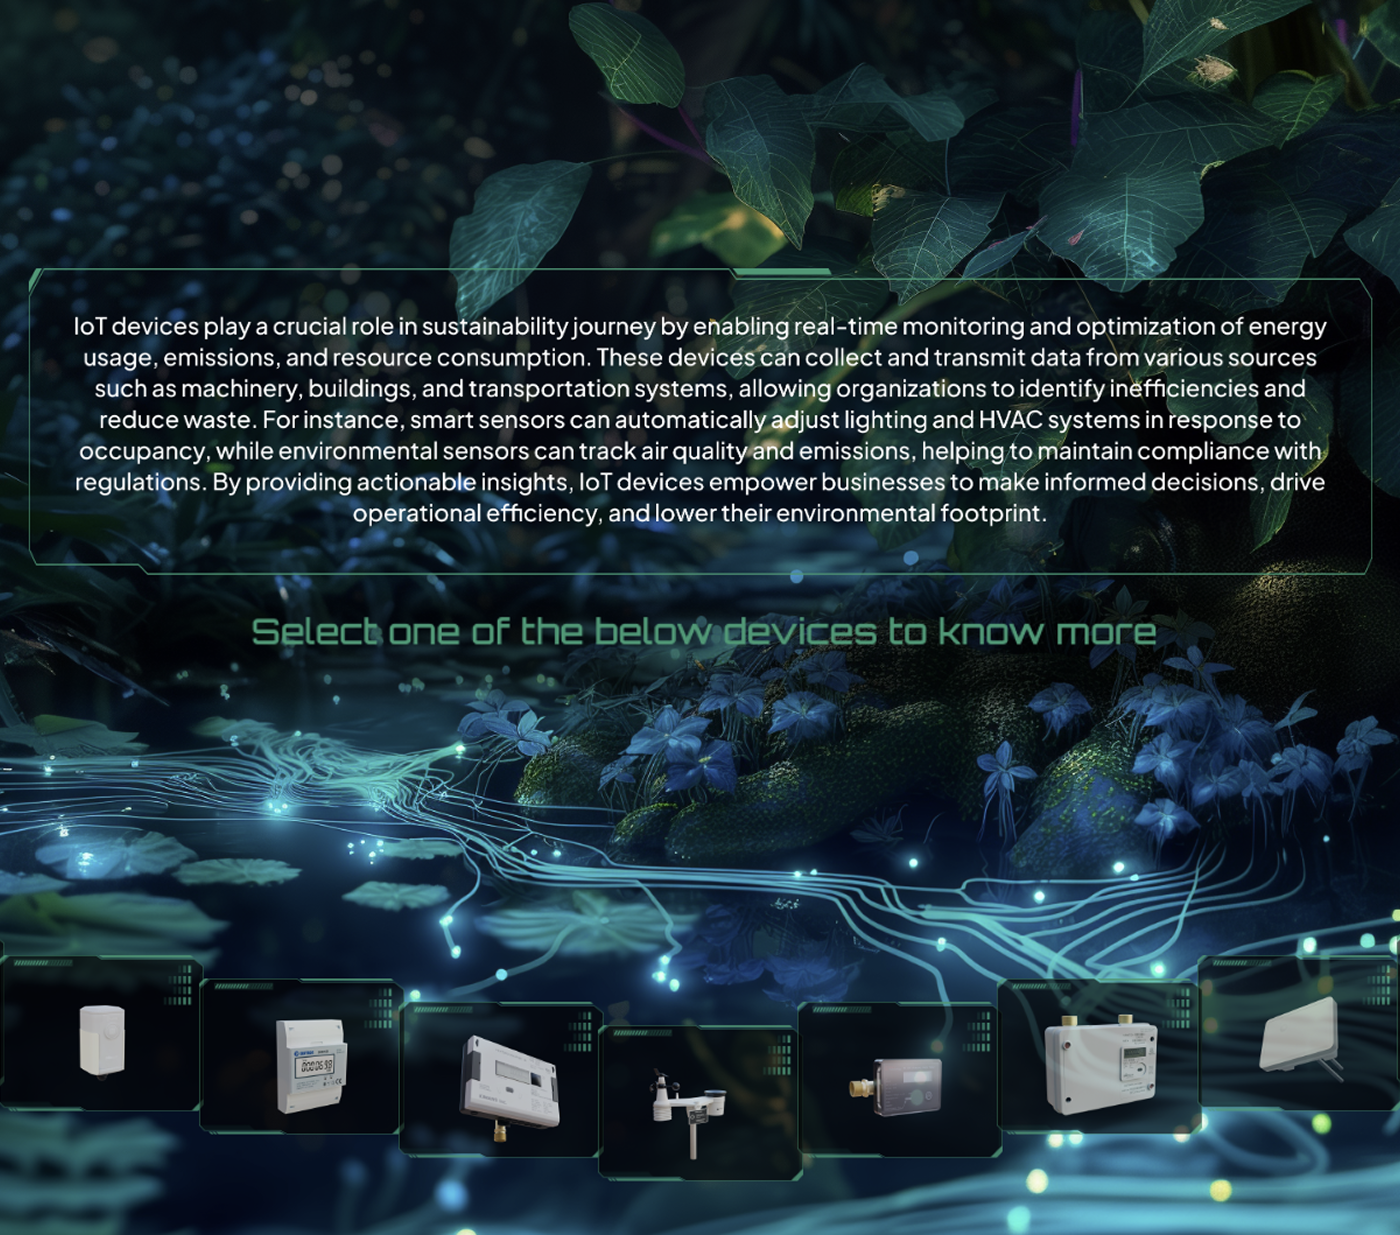 IoT devices play a crucial role in sustainability journey by enabling real-time monitoring and optimization of energy
usage, emissions, and resource consumption. These devices can collect and transmit data from various sources
such as machinery, buildings, and transportation systems, allowing organizations to identify inefficiencies and
reduce waste. For instance, smart sensors can automatically adjust lighting and HVAC systems in response to
occupancy, while environmental sensors can track air quality and emissions, helping to maintain compliance with
regulations. By providing actionable insights, IoT devices empower businesses to make informed decisions, drive
operational efficiency, and lower their environmental footprint.
Select one of the below devices to know more